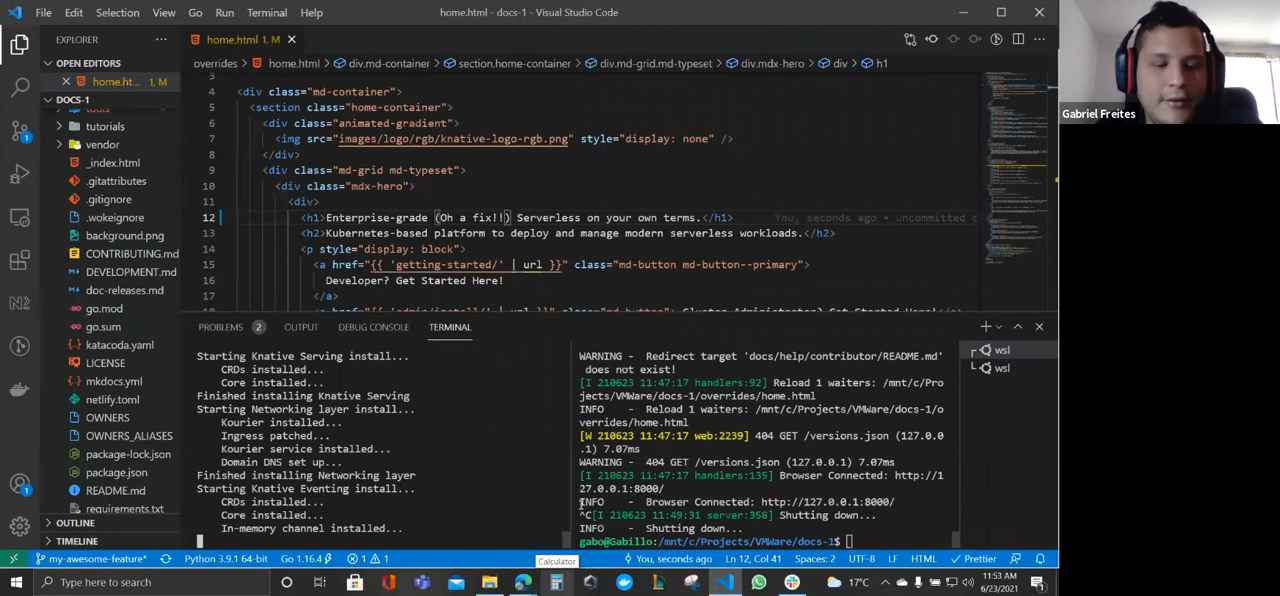 File Edit Selection View Go Run Terminal Help
home.html - docs-1 - Visual Studio Code
EXPLORER
home.html 1, M
OPEN EDITORS
home.ht... 1, M
DOCS-1
tools
tutorials
vendor
_index.html
.gitattributes
.gitignore
.wokeignore
background.png
CONTRIBUTING.md
DEVELOPMENT.md
doc-releases.md
go.mod
go.sum
katacoda.yaml
LICENSE
mkdocs.yml
netlify.toml
OWNERS
OWNERS_ALIASES
package-lock.json
package.json
README.md
requirements.txt
OUTLINE
TIMELINE
overrides > home.html > div.md-container > section.home-container > div.md-grid.md-typeset > div.mdx-hero > div > h1
3
4 <div class="md-container">
5 <section class="home-container">
6 <div class="animated-gradient">
7 <img src="images/logo/rgb/knative-logo-rgb.png" style="display: none" />
8 </div>
9 <div class="md-grid md-typeset">
10 <div class="mdx-hero">
11 <div>
12 <h1>Enterprise-grade (Oh a fix!!) Serverless on your own terms.</h1> You, seconds ago • Uncommitted c
13 <h2>Kubernetes-based platform to deploy and manage modern serverless workloads.</h2>
14 <div style="display: block">
15 <a href="{{ 'getting-started/' | url }}" class="md-button md-button--primary">
16 Developer? Get Started Here!
17 </a>
PROBLEMS 2 OUTPUT DEBUG CONSOLE TERMINAL
Starting Knative Serving install...
CRDs installed...
Core installed...
Finished installing Knative Serving
Starting Networking layer install...
Kourier installed...
Ingress patched...
Kourier service installed...
Domain DNS set up...
Finished installing Networking layer
Starting Knative Eventing install...
CRDs installed...
Core installed...
In-memory channel installed...
WARNING - Redirect target 'docs/help/contributor/README.md'
does not exist!
[I 210623 11:47:17 handlers:92] Reload 1 waiters: /mnt/c/Pro
jects/VMWare/docs-1/overrides/home.html
INFO - Reload 1 waiters: /mnt/c/Projects/VMWare/docs-1/o
verrides/home.html
[W 210623 11:47:17 web:2239] 404 GET /versions.json (127.0.0
.1) 7.07ms
WARNING - 404 GET /versions.json (127.0.0.1) 7.07ms
[I 210623 11:47:17 handlers:135] Browser Connected: http://1
27.0.0.1:8000/
INFO - Browser Connected: http://127.0.0.1:8000/
^C[I 210623 11:49:31 server:358] Shutting down...
INFO - Shutting down...
gabo@Gabillo:/mnt/c/Projects/VMWare/docs-1$
wsl
wsl
Gabriel Freites
my-awesome-feature* Python 3.9.1 64-bit Go 1.16.4 1 1
Calculator
You, seconds ago Ln 12, Col 41 Spaces: 2 UTF-8 LF HTML Prettier
Type here to search
17°C
11:53 AM
6/23/2021